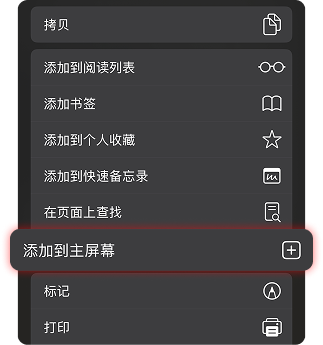 拷贝
添加到阅读列表
添加书签
添加到个人收藏
添加到快速备忘录
在页面上查找
添加到主屏幕
标记
打印